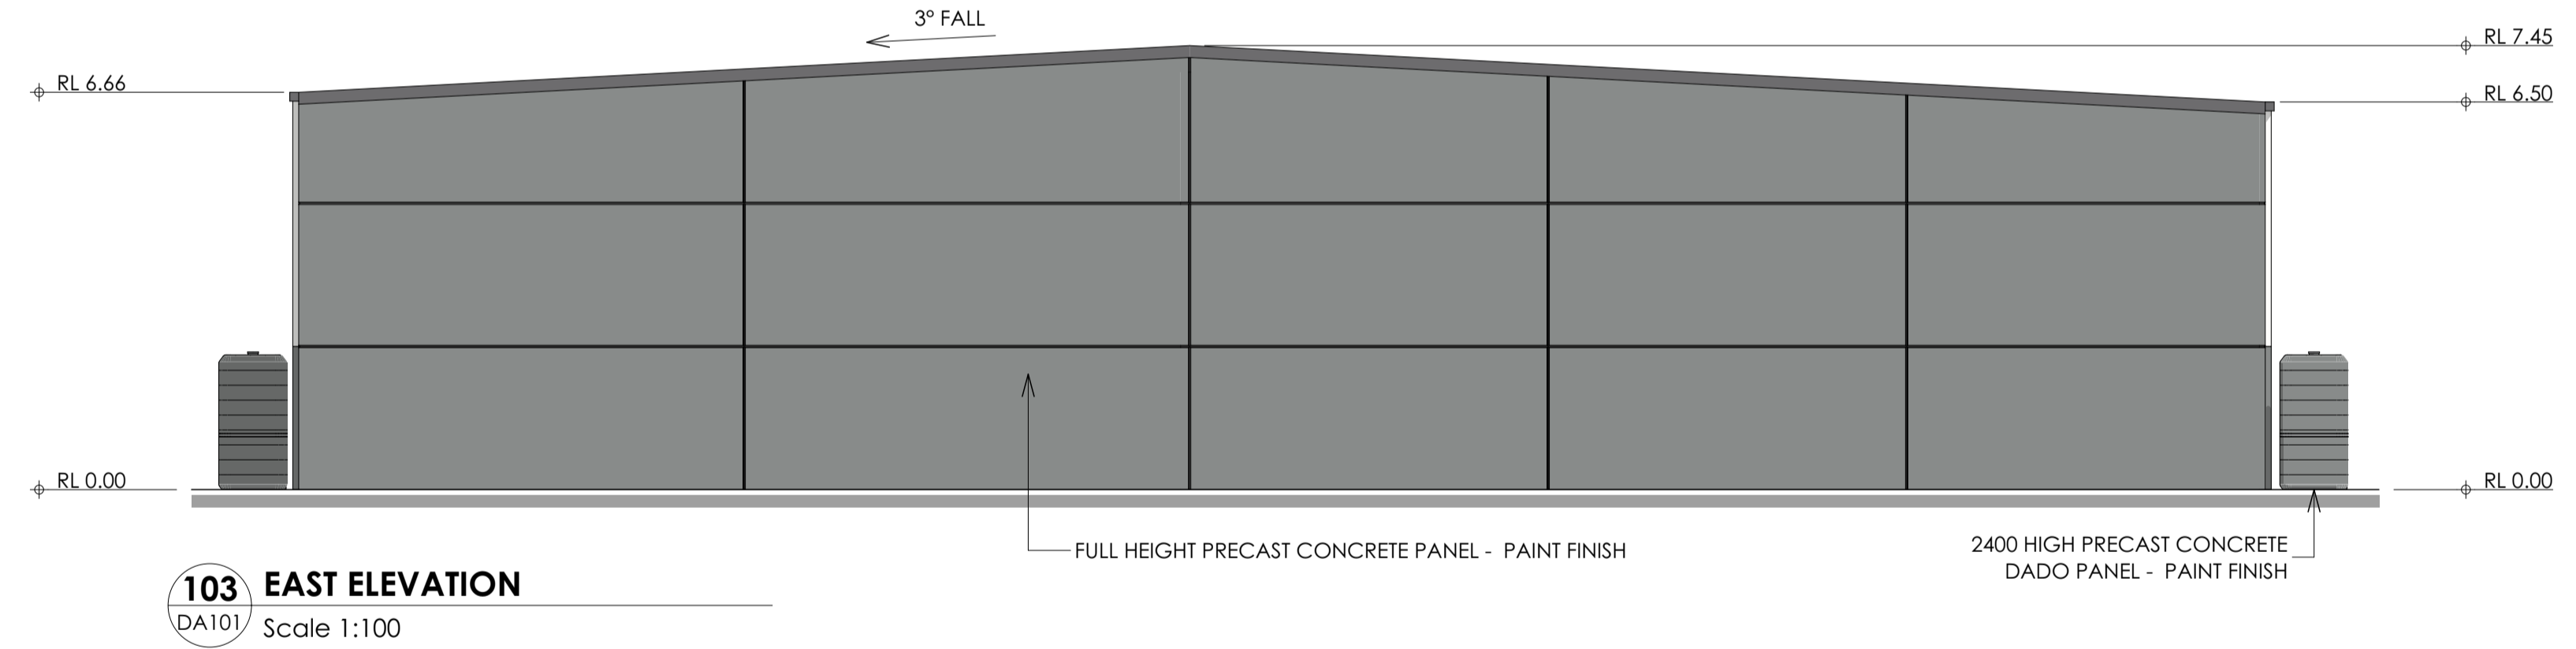 3° FALL
RL 7.45
RL 6.66
RL 6.50
RL 0.00
RL 0.00
FULL HEIGHT PRECAST CONCRETE PANEL - PAINT FINISH
2400 HIGH PRECAST CONCRETE
DADO PANEL - PAINT FINISH
103
DA101
EAST ELEVATION
Scale 1:100